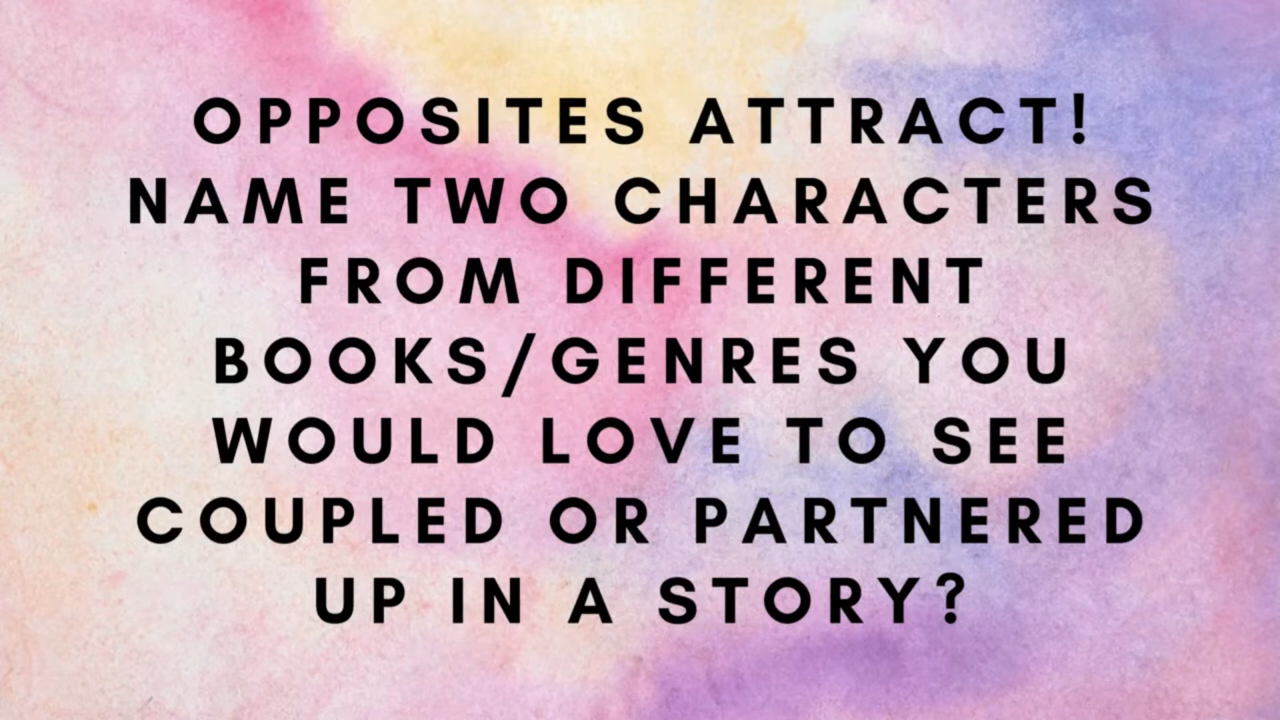 OPPOSITES ATTRACT!
NAME TWO CHARACTERS
FROM DIFFERENT
BOOKS/GENRES YOU
WOULD LOVE TO SEE
COUPLED OR PARTNERED
UP IN A STORY?